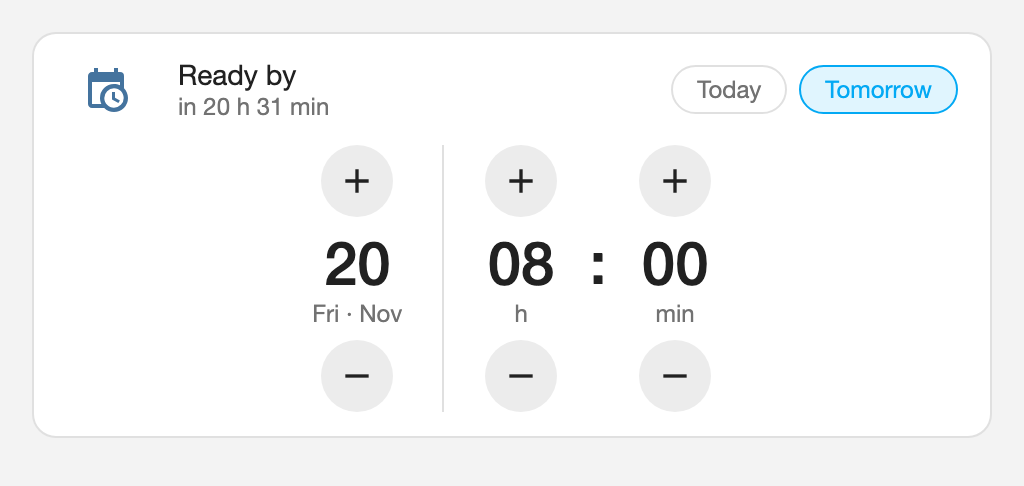 Ready by
in 20 h 31 min
Today
Tomorrow
+ + +
20 08 : 00
Fri · Nov h min
− − −